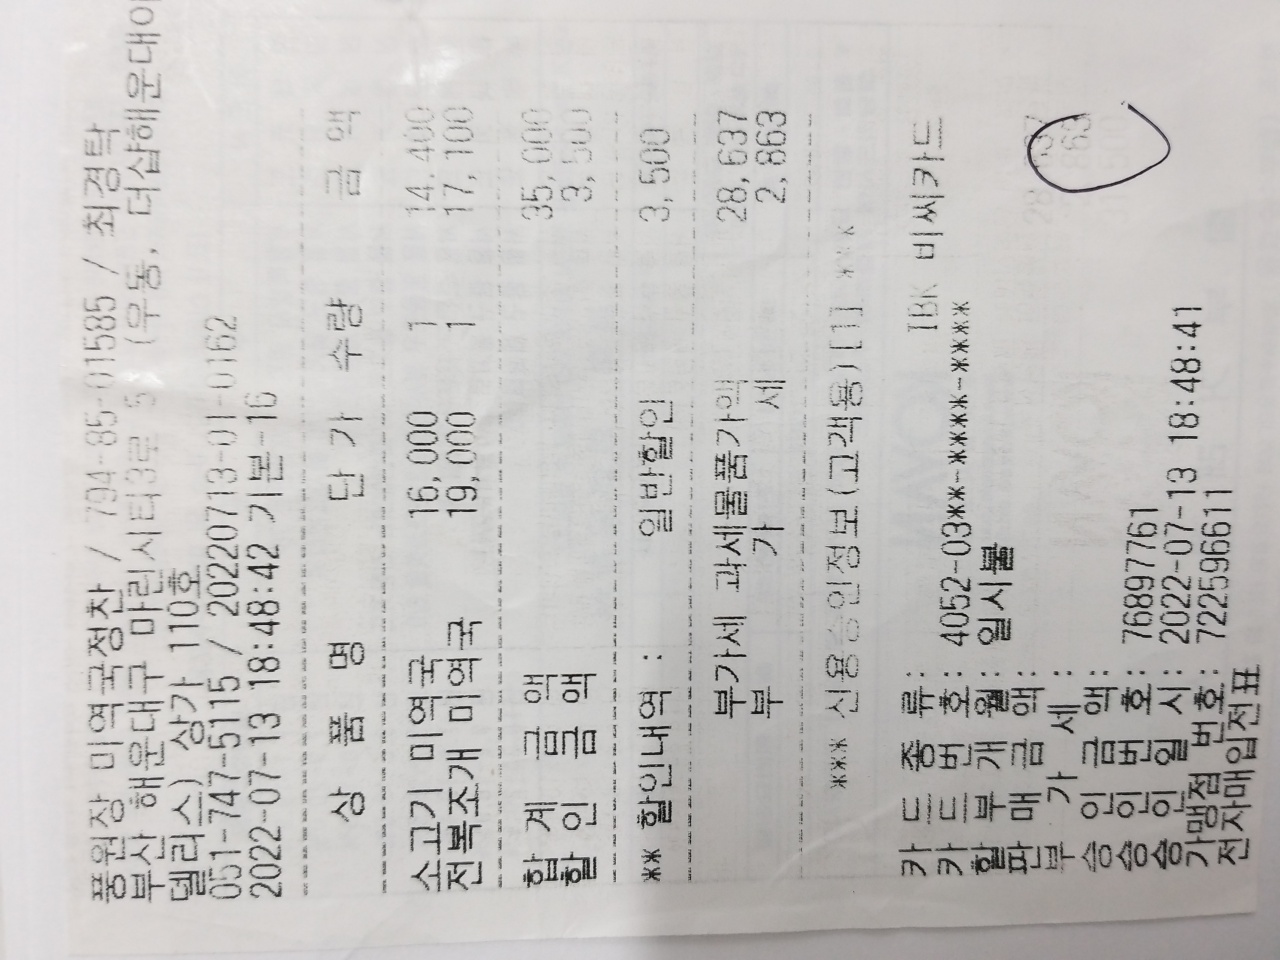 풍원장 미역국정찬 / 794-85-01585 / 최경탁
부산 해운대구 마린시티3로 5 (우동, 더샵해운대아
델리스) 상가 110호
051-747-5115 / 20220713-01-0162
2022-07-13 18:48:42 기본-16
상 품 명 단 가 수량 금 액
소고기 미역국 16,000 1 14,400
전복조개 미역국 19,000 1 17,100
합 계 금 액 35,000
할 인 금 액 3,500
** 할인내역 : 일반할인 3,500
부가세 과세물품가액 28,637
부 가 세 2,863
*** 신용승인정보(고객용)[1] ***
카 드 종 류: IBK 비씨카드
카 드 번 호: 4052-03**-****-****
할 부 개 월: 일시불
판 매 금 액: 28,637
부 가 세: 2,863
승 인 금 액: 31,500
승 인 번 호: 76897761
승 인 일 시: 2022-07-13 18:48:41
가맹점 번호: 722596611
전자매입전표